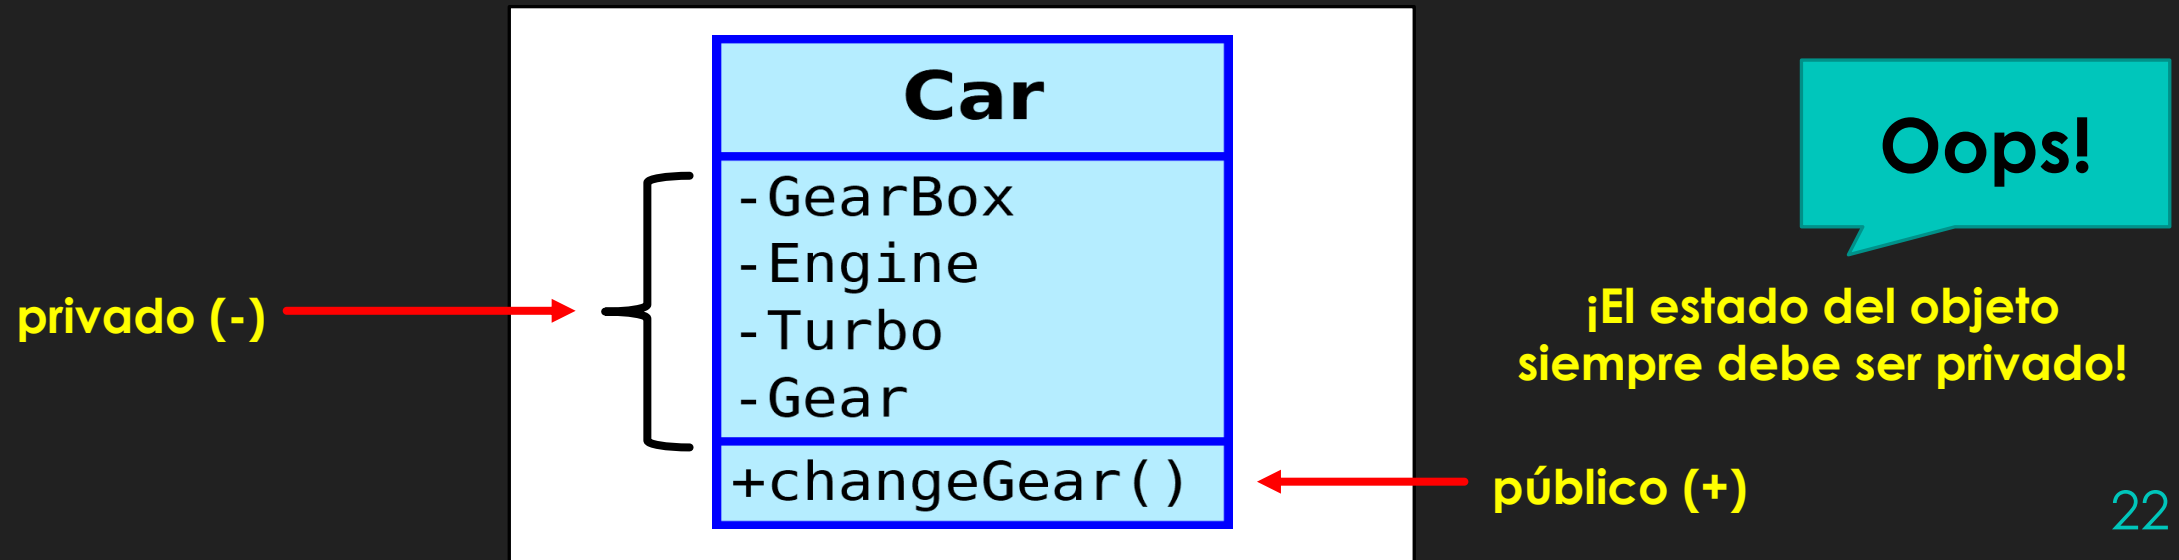 Car
-GearBox
-Engine
-Turbo
-Gear
+changeGear()
privado (-)
Oops!
¡El estado del objeto
siempre debe ser privado!
público (+)
22